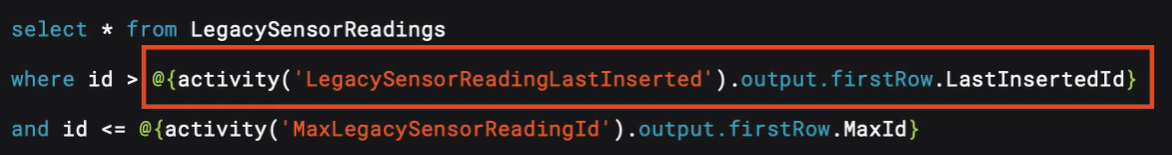 select * from LegacySensorReadings
where id > @{activity('LegacySensorReadingLastInserted').output.firstRow.LastInsertedId}
and id <= @{activity('MaxLegacySensorReadingId').output.firstRow.MaxId}